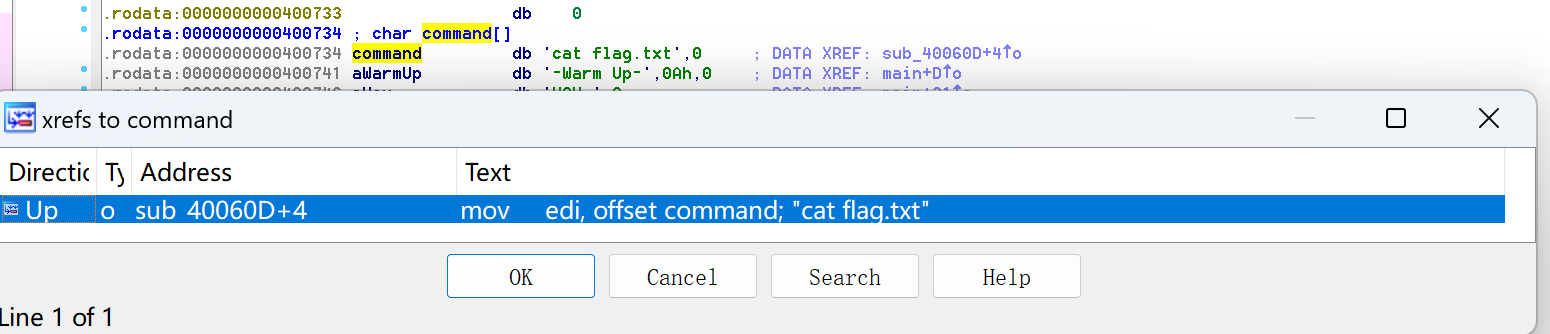 .rodata:0000000000400733 db 0
.rodata:0000000000400734 ; char command[]
.rodata:0000000000400734 command db 'cat flag.txt',0 ; DATA XREF: sub_40060D+4↑o
.rodata:0000000000400741 aWarmUp db '-Warm Up-',0Ah,0 ; DATA XREF: main+D↑o
xrefs to command
Directic Ty Address Text
Up o sub_40060D+4 mov edi, offset command; "cat flag.txt"
OK Cancel Search Help
Line 1 of 1